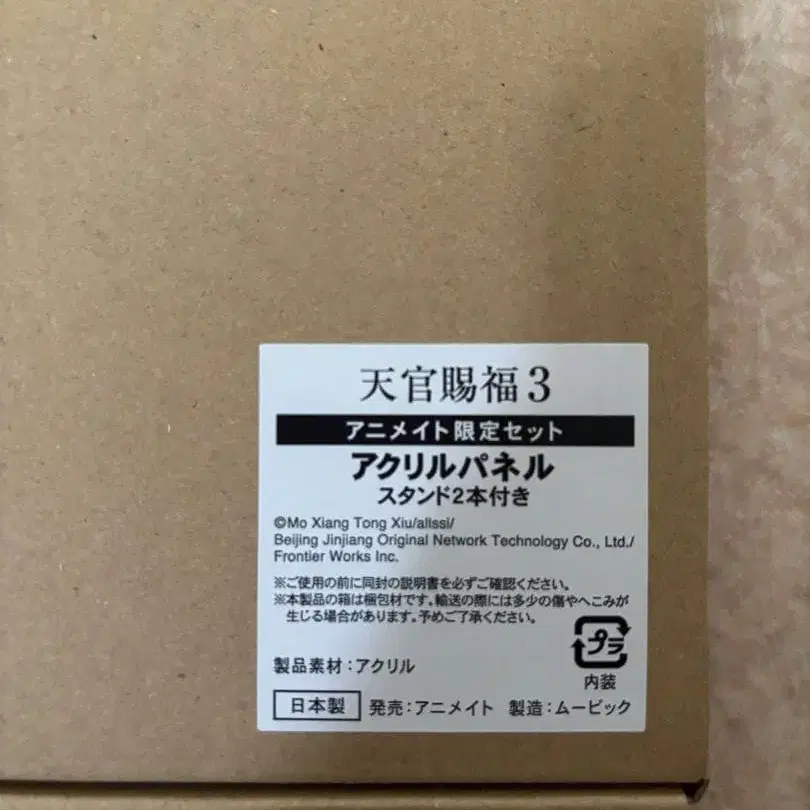 天官賜福3
アニメイト限定セット
アクリルパネル
スタンド2本付き
©Mo Xiang Tong Xiu/alissl/
Beijing Jinjiang Original Network Technology Co., Ltd./
Frontier Works Inc.
※ご使用の前に同封の説明書を必ずご確認ください。
※本製品の箱は梱包材です。輸送の際には多少の傷やへこみが
生じる場合があります。予めご了承ください。
プラ
内装
製品素材：アクリル
日本製 発売：アニメイト 製造：ムービック